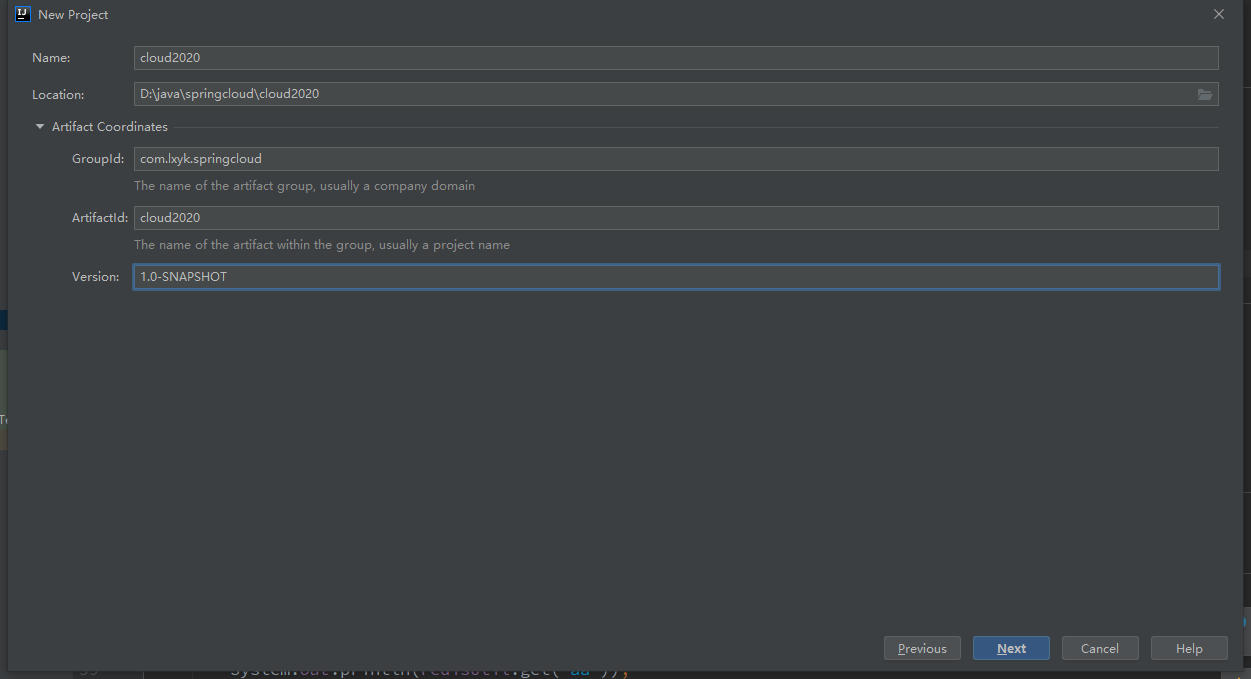 New Project
Name: cloud2020
Location: D:\java\springcloud\cloud2020
Artifact Coordinates
GroupId: com.lxyk.springcloud
The name of the artifact group, usually a company domain
ArtifactId: cloud2020
The name of the artifact within the group, usually a project name
Version: 1.0-SNAPSHOT
Previous Next Cancel Help